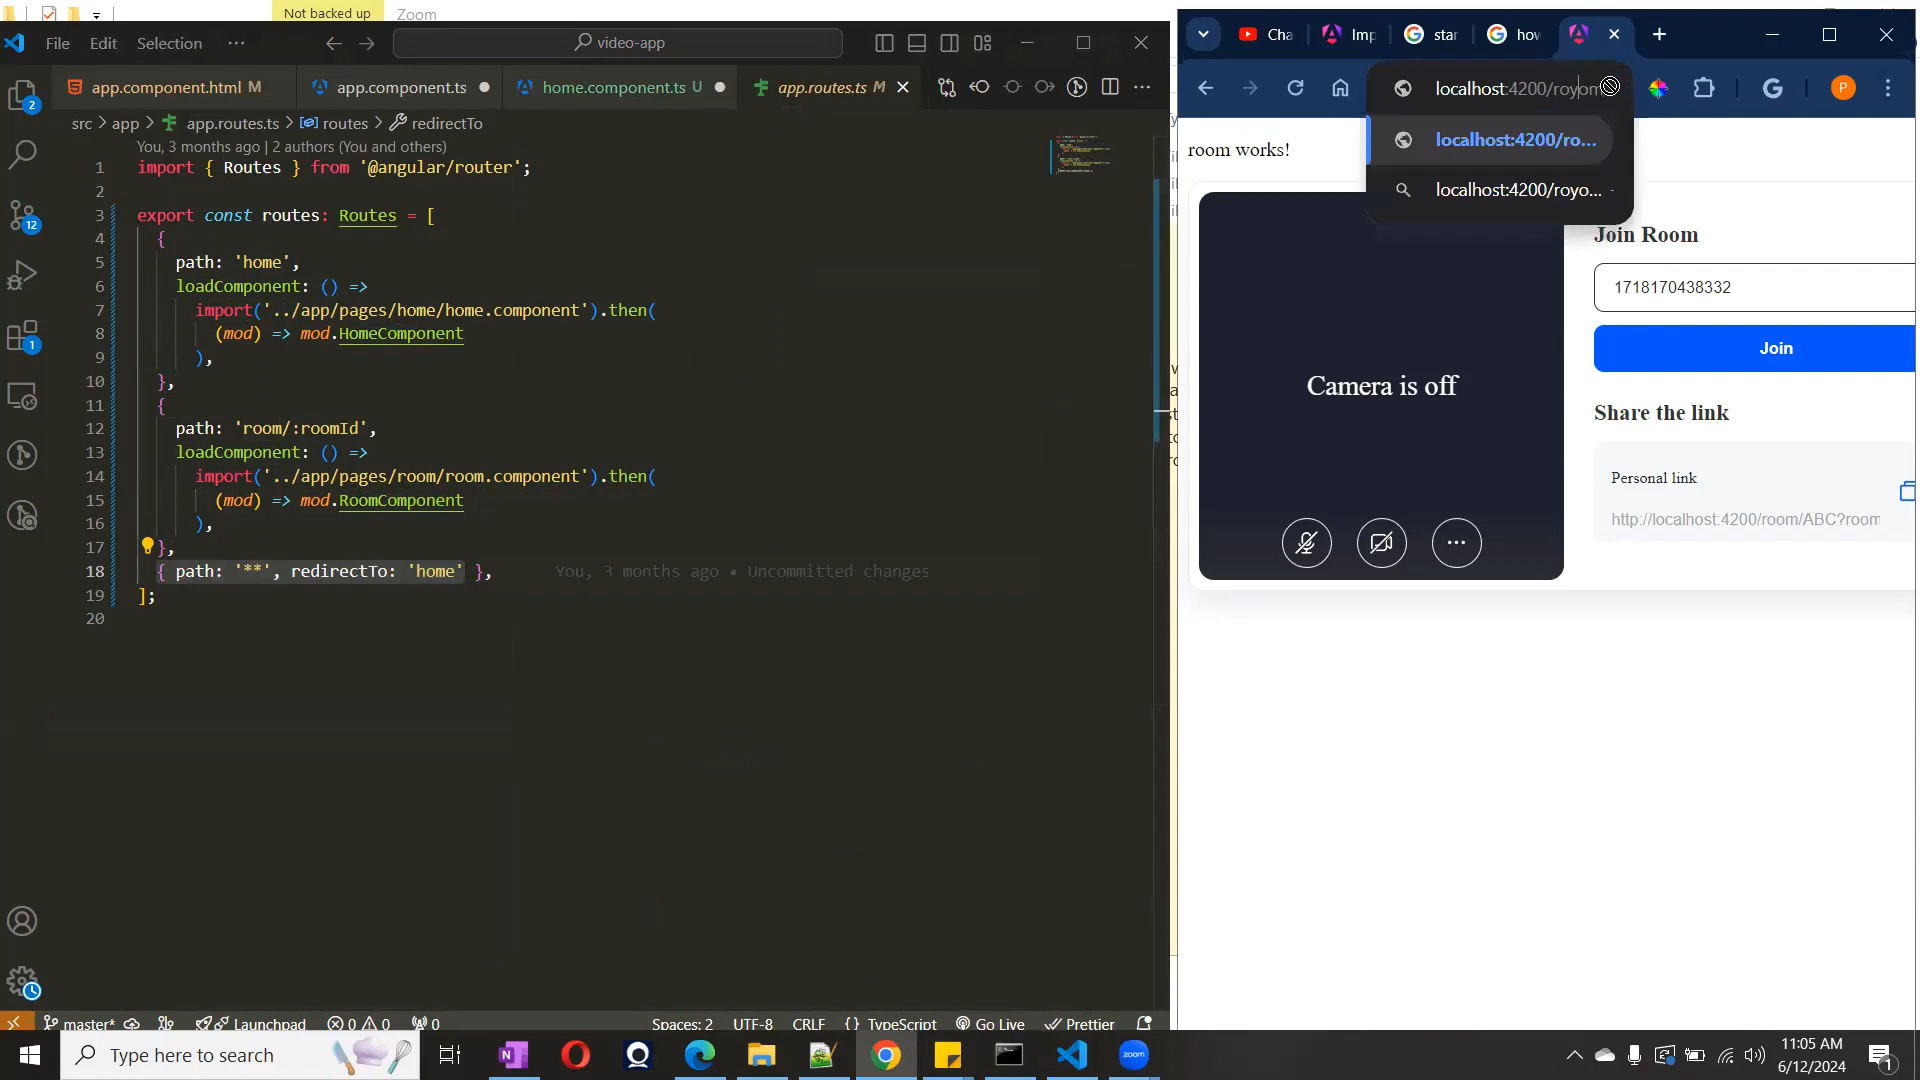 Not backed up
Zoom
File Edit Selection ···
video-app
app.component.html M
app.component.ts
home.component.ts U
app.routes.ts M
src > app > app.routes.ts > routes > redirectTo
You, 3 months ago | 2 authors (You and others)
1 import { Routes } from '@angular/router';
2
3 export const routes: Routes = [
4 {
5 path: 'home',
6 loadComponent: () =>
7 import('../app/pages/home/home.component').then(
8 (mod) => mod.HomeComponent
9 ),
10 },
11 {
12 path: 'room/:roomId',
13 loadComponent: () =>
14 import('../app/pages/room/room.component').then(
15 (mod) => mod.RoomComponent
16 ),
17 },
18 { path: '**', redirectTo: 'home' }, You, 3 months ago • Uncommitted changes
19 ];
20
2
12
1
master* Launchpad 0 0 0
Spaces: 2 UTF-8 CRLF {} TypeScript Go Live Prettier
Cha
Imp
star
how
localhost:4200/royom
localhost:4200/ro...
localhost:4200/royo... -
P
room works!
Camera is off
Join Room
1718170438332
Join
Share the link
Personal link
http://localhost:4200/room/ABC?room
Type here to search
zoom
11:05 AM
6/12/2024
1